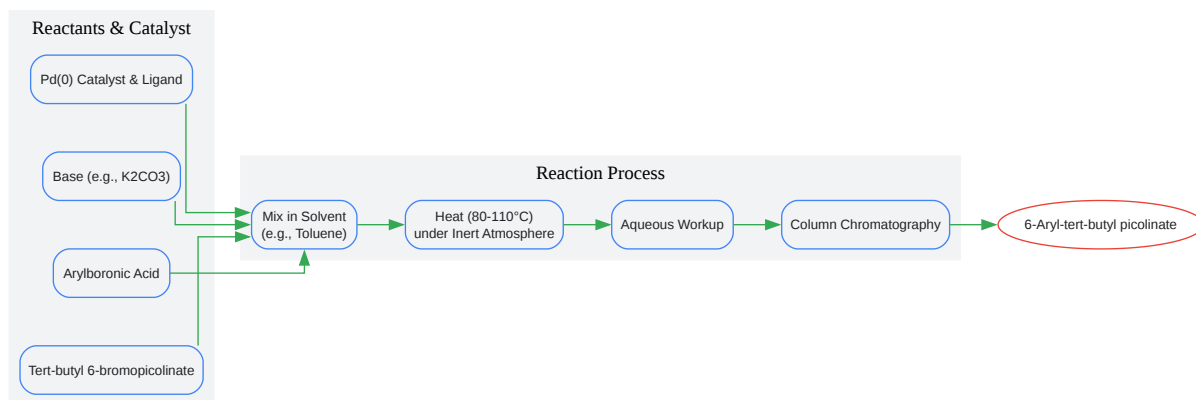 Reactants & Catalyst
Pd(0) Catalyst & Ligand
Base (e.g., K2CO3)
Arylboronic Acid
Tert-butyl 6-bromopicolinate
Reaction Process
Mix in Solvent
(e.g., Toluene)
Heat (80-110°C)
under Inert Atmosphere
Aqueous Workup
Column Chromatography
6-Aryl-tert-butyl picolinate